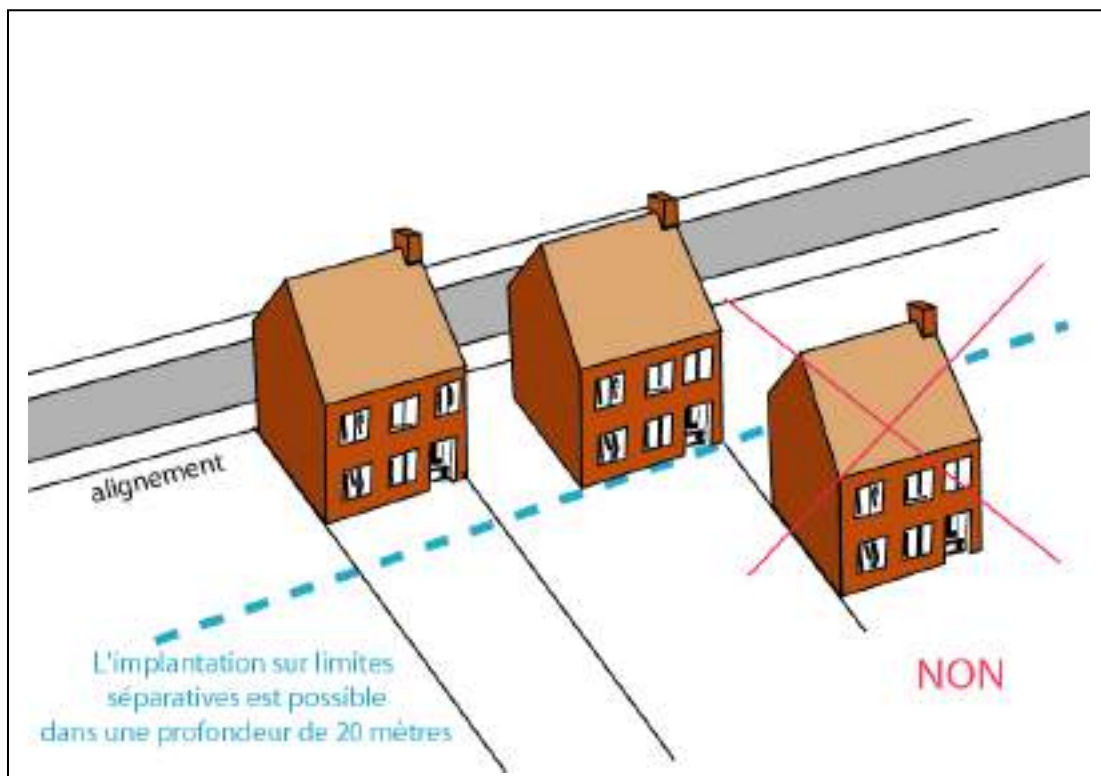 alignement
L'implantation sur limites
séparatives est possible
dans une profondeur de 20 mètres
NON